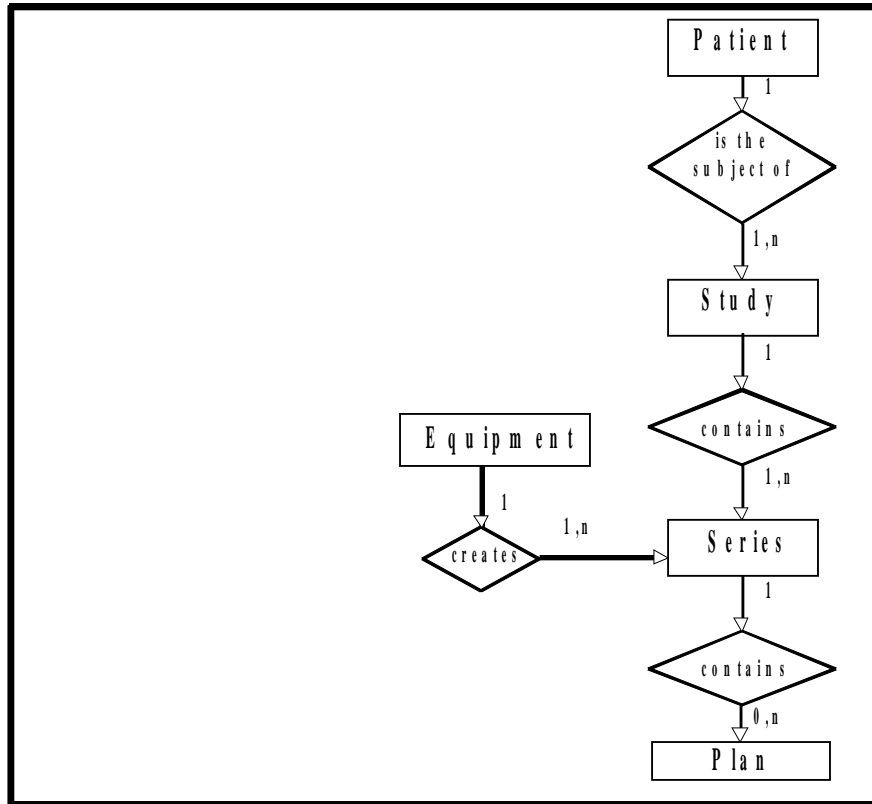 Patient
1
is the
subject of
1,n
Study
1
contains
1,n
Equipment
1
creates
1,n
Series
1
contains
0,n
Plan